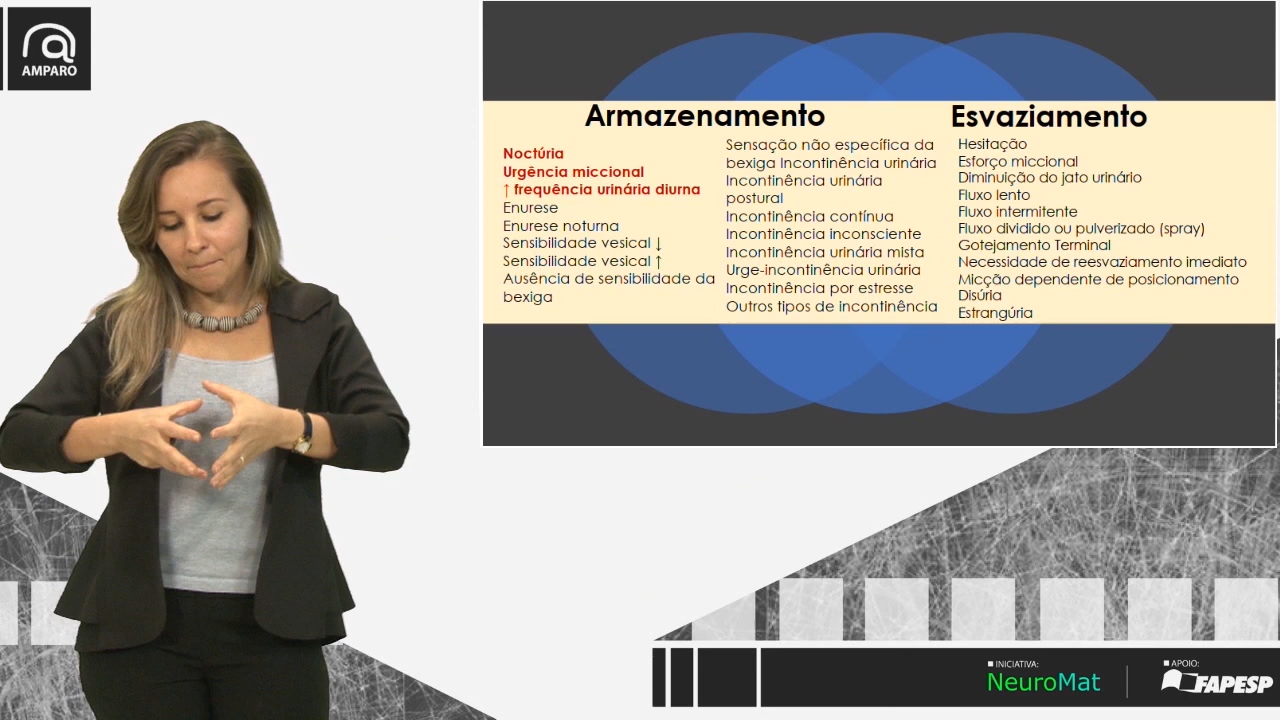 AMPARO
Armazenamento
Noctúria
Urgência miccional
↑ frequência urinária diurna
Enurese
Enurese noturna
Sensibilidade vesical ↓
Sensibilidade vesical ↑
Ausência de sensibilidade da
bexiga
Sensação não específica da
bexiga Incontinência urinária
Incontinência urinária
postural
Incontinência contínua
Incontinência inconsciente
Incontinência urinária mista
Urge-incontinência urinária
Incontinência por estresse
Outros tipos de incontinência
Esvaziamento
Hesitação
Esforço miccional
Diminuição do jato urinário
Fluxo lento
Fluxo intermitente
Fluxo dividido ou pulverizado (spray)
Gotejamento Terminal
Necessidade de reesvaziamento imediato
Micção dependente de posicionamento
Disúria
Estrangúria
INICIATIVA:
NeuroMat
APOIO:
FAPESP